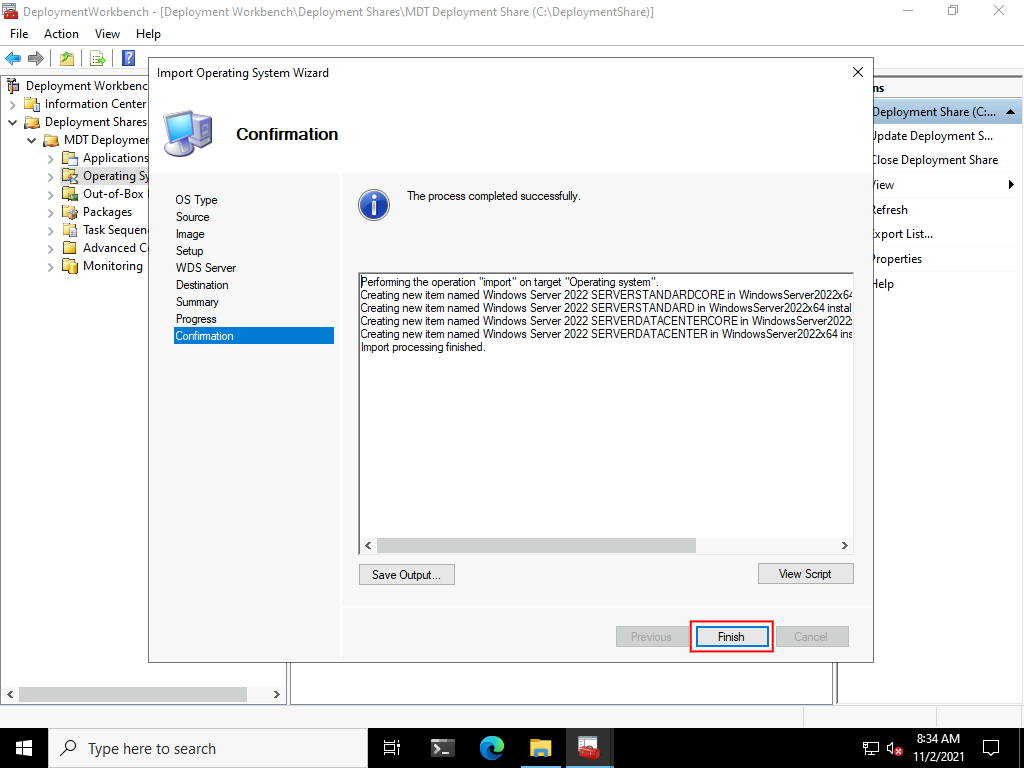 DeploymentWorkbench - [Deployment Workbench\Deployment Shares\MDT Deployment Share (C:\DeploymentShare)]
File Action View Help
Import Operating System Wizard
Confirmation
Deployment Workbenc
Information Center
Deployment Shares
MDT Deploymer
Applications
Operating Sy
Out-of-Box
Packages
Task Sequen
Advanced Co
Monitoring
OS Type
Source
Image
Setup
WDS Server
Destination
Summary
Progress
Confirmation
The process completed successfully.
Performing the operation "import" on target "Operating system".
Creating new item named Windows Server 2022 SERVERSTANDARDCORE in WindowsServer2022x64
Creating new item named Windows Server 2022 SERVERSTANDARD in WindowsServer2022x64 instal
Creating new item named Windows Server 2022 SERVERDATACENTERCORE in WindowsServer2022x
Creating new item named Windows Server 2022 SERVERDATACENTER in WindowsServer2022x64 ins
Import processing finished.
Save Output...
View Script
Previous
Finish
Cancel
ns
Deployment Share (C:...
Update Deployment S...
Close Deployment Share
View
Refresh
Export List...
Properties
Help
Type here to search
8:34 AM
11/2/2021